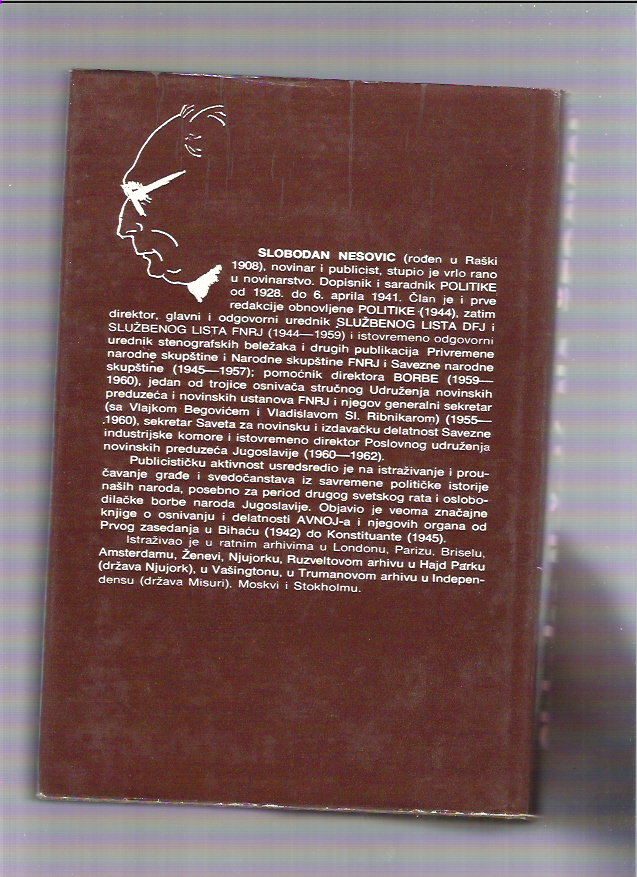 SLOBODAN NESOVIC (rođen u Raški
1908), novinar i publicist, stupio je vrlo rano
u novinarstvo. Dopisnik i saradnik POLITIKE
od 1928. do 6. aprila 1941. Član je i prve
redakcije obnovljene POLITIKE (1944), zatim
direktor, glavni i odgovorni urednik SLUŽBENOG LISTA DFJ i
SLUŽBENOG LISTA FNRJ (1944—1959) i istovremeno odgovorni
urednik stenografskih beležaka i drugih publikacija Privremene
narodne skupštine i Narodne skupštine FNRJ i Savezne narodne
skupštine (1945—1957); pomoćnik direktora BORBE (1959—
1960), jedan od trojice osnivača stručnog Udruženja novinskih
preduzeća i novinskih ustanova FNRJ i njegov generalni sekretar
(sa Vlajkom Begovićem i Vladislavom Sl. Ribnikarom) (1955—
.1960), sekretar Saveta za novinsku i izdavačku delatnost Savezne
industrijske komore i istovremeno direktor Poslovnog udruženja
novinskih preduzeća Jugoslavije (1960—1962).
Publicističku aktivnost usredsredio je na istraživanje i prou-
čavanje građe i svedočanstava iz savremene političke istorije
naših naroda, posebno za period drugog svetskog rata i oslobo-
dilačke borbe naroda Jugoslavije. Objavio je veoma značajne
knjige o osnivanju i delatnosti AVNOJ-a i njegovih organa od
Prvog zasedanja u Bihaću (1942) do Konstituante (1945).
Istraživao je u ratnim arhivima u Londonu, Parizu, Briselu,
Amsterdamu, Ženevi, Njujorku, Ruzveltovom arhivu u Hajd Parku
(država Njujork), u Vašingtonu, u Trumanovom arhivu u Indepen-
densu (država Misuri). Moskvi i Stokholmu.